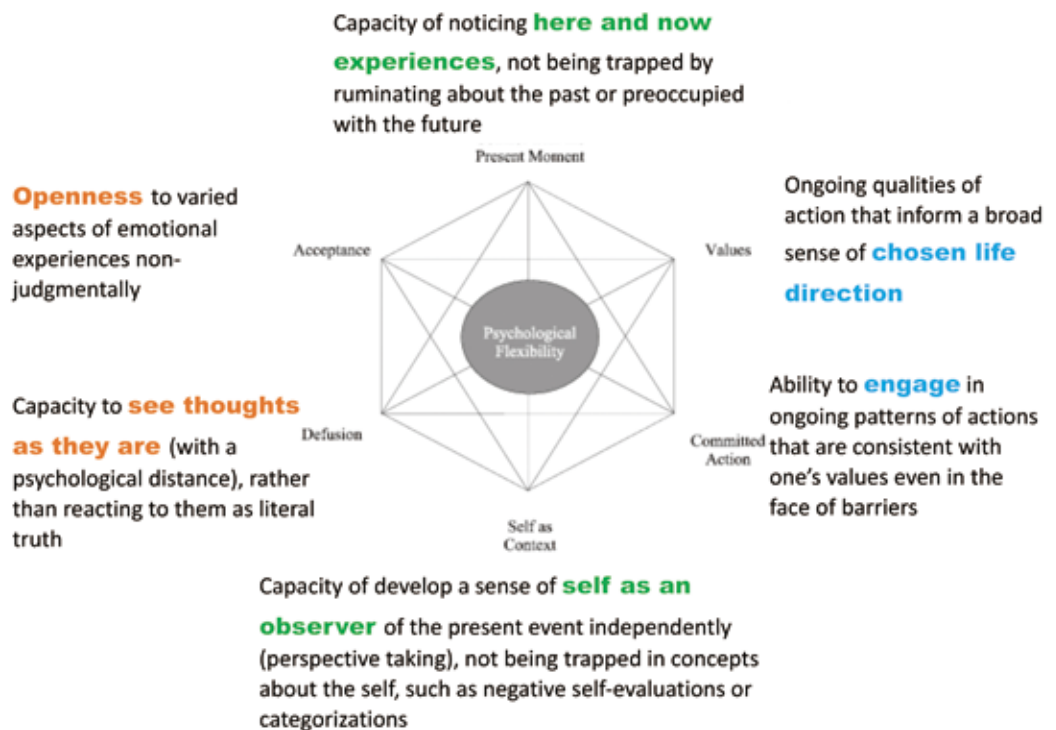 Capacity of noticing here and now
experiences, not being trapped by
ruminating about the past or preoccupied
with the future
Present Moment
Openness to varied
aspects of emotional
experiences non-
judgmentally
Acceptance
Values
Ongoing qualities of
action that inform a broad
sense of chosen life
direction
Psychological
Flexibility
Capacity to see thoughts
as they are (with a
psychological distance), rather
than reacting to them as literal
truth
Defusion
Committed
Action
Ability to engage in
ongoing patterns of actions
that are consistent with
one's values even in the
face of barriers
Self as
Context
Capacity of develop a sense of self as an
observer of the present event independently
(perspective taking), not being trapped in concepts
about the self, such as negative self-evaluations or
categorizations